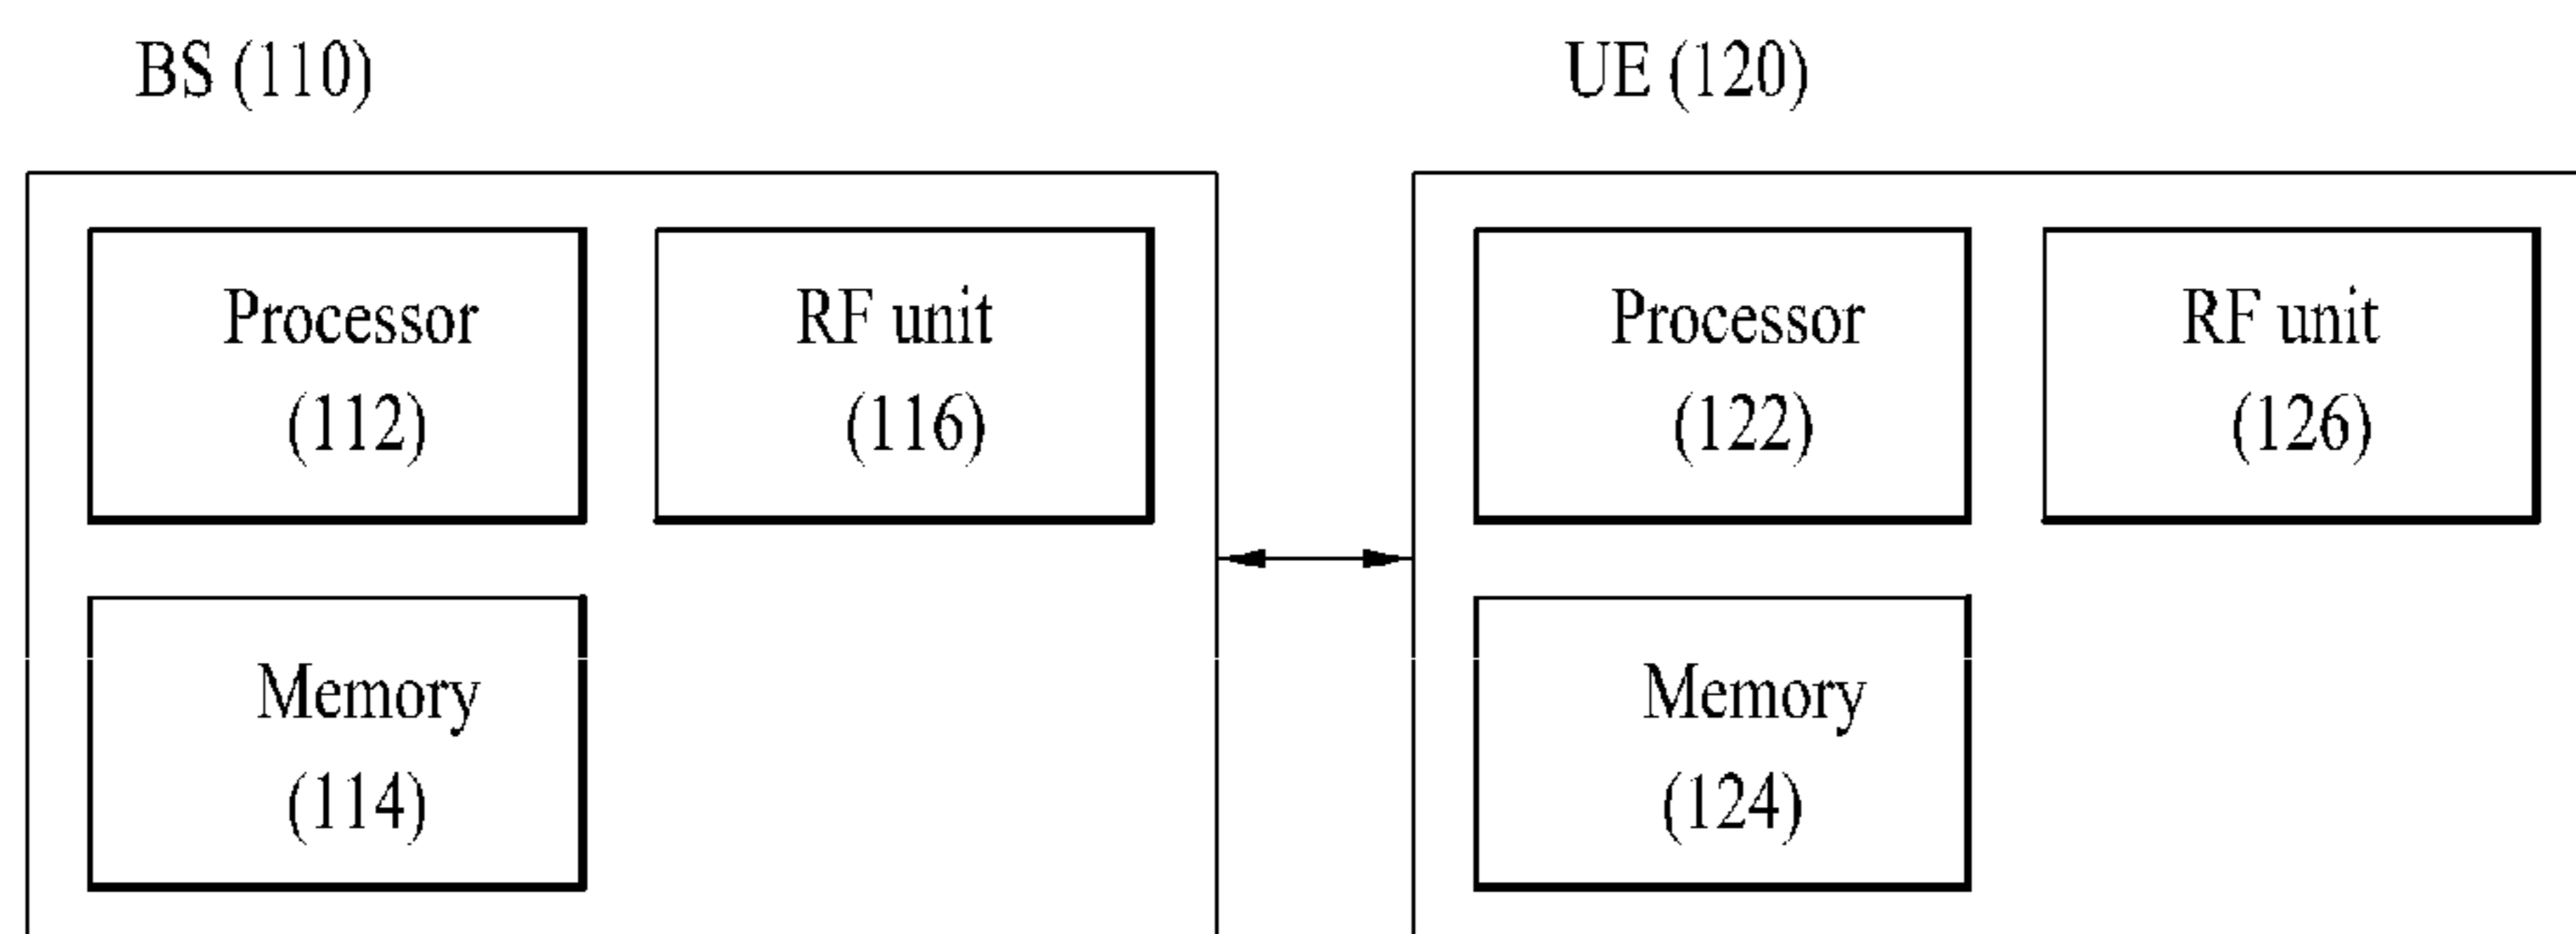 BS (110)
UE (120)
Processor
(112)
RF unit
(116)
Processor
(122)
RF unit
(126)
Memory
(114)
Memory
(124)